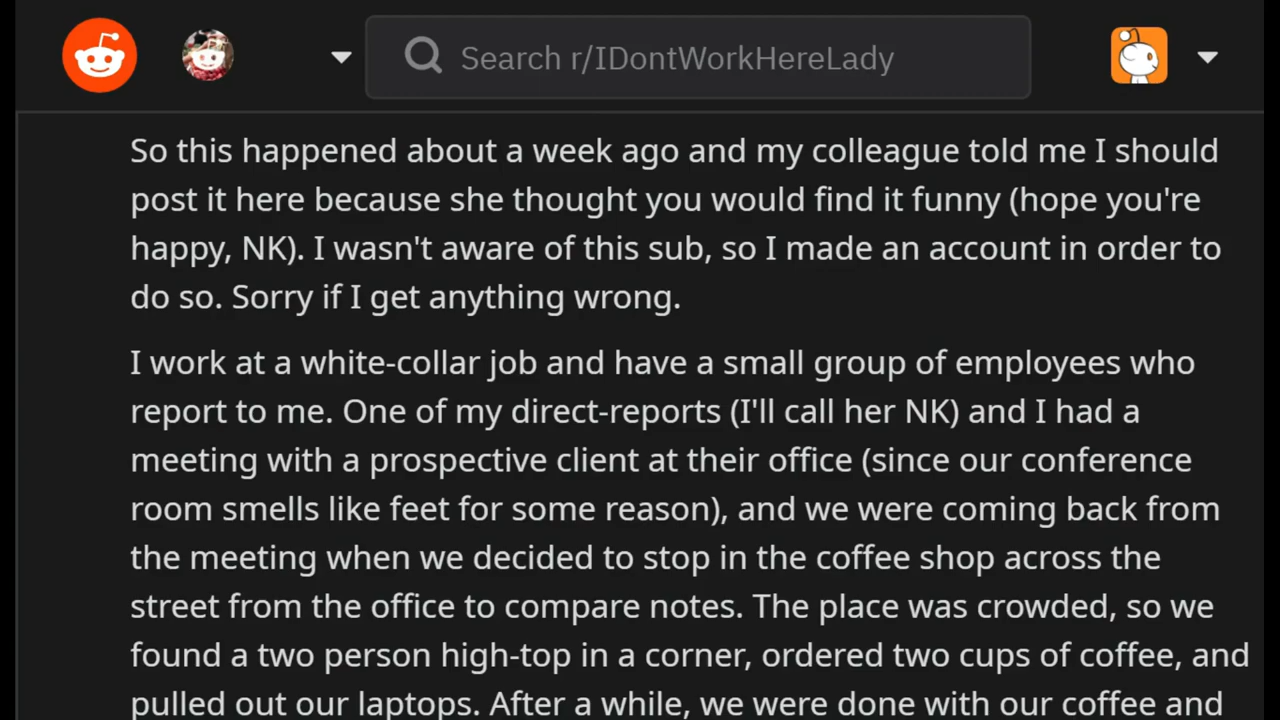 Search r/IDontWorkHereLady
So this happened about a week ago and my colleague told me I should
post it here because she thought you would find it funny (hope you're
happy, NK). I wasn't aware of this sub, so I made an account in order to
do so. Sorry if I get anything wrong.
I work at a white-collar job and have a small group of employees who
report to me. One of my direct-reports (I'll call her NK) and I had a
meeting with a prospective client at their office (since our conference
room smells like feet for some reason), and we were coming back from
the meeting when we decided to stop in the coffee shop across the
street from the office to compare notes. The place was crowded, so we
found a two person high-top in a corner, ordered two cups of coffee, and
pulled out our laptops. After a while, we were done with our coffee and